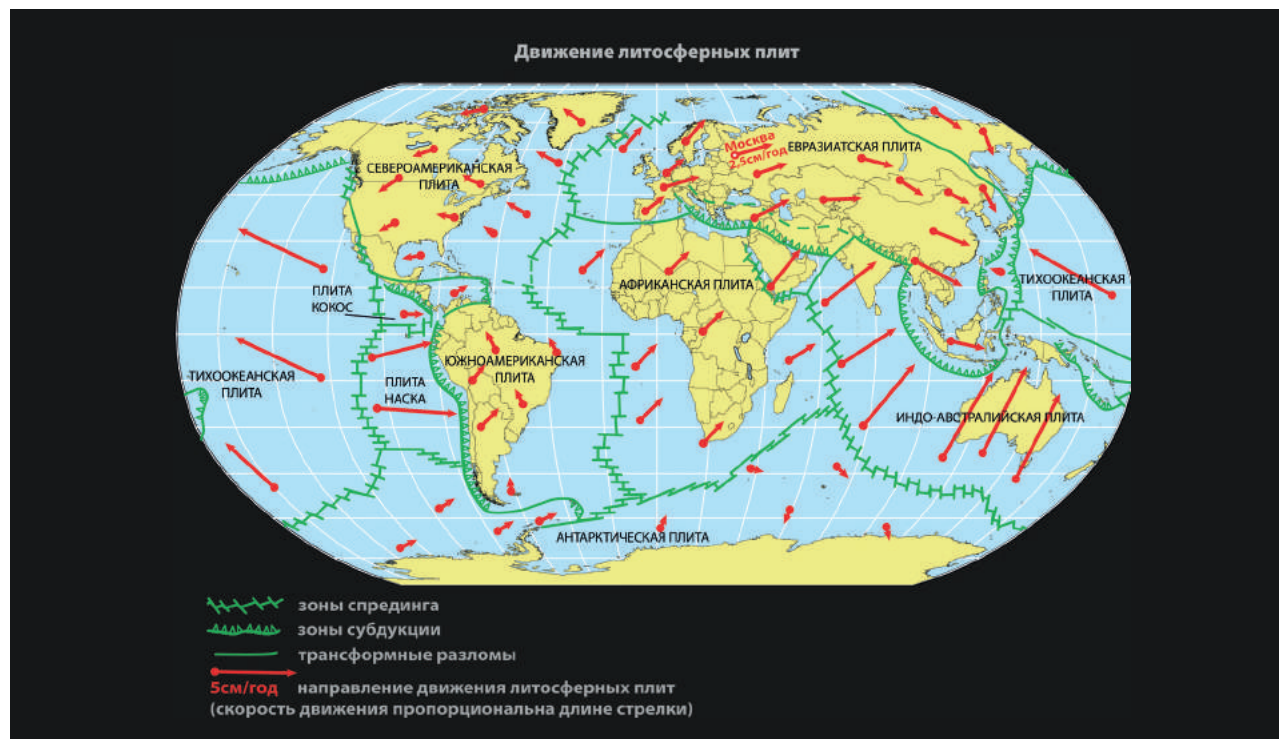 Движение литосферных плит
Москва
2,5см/год
ЕВРАЗИАТСКАЯ ПЛИТА
СЕВЕРОАМЕРИКАНСКАЯ
ПЛИТА
ПЛИТА
КОКОС
АФРИКАНСКАЯ ПЛИТА
ТИХООКЕАНСКАЯ
ПЛИТА
ТИХООКЕАНСКАЯ
ПЛИТА
ПЛИТА
НАСКА
ЮЖНОАМЕРИКАНСКАЯ
ПЛИТА
ИНДО-АВСТРАЛИЙСКАЯ ПЛИТА
АНТАРКТИЧЕСКАЯ ПЛИТА
зоны спрединга
зоны субдукции
трансформные разломы
5см/год направление движения литосферных плит
(скорость движения пропорциональна длине стрелки)